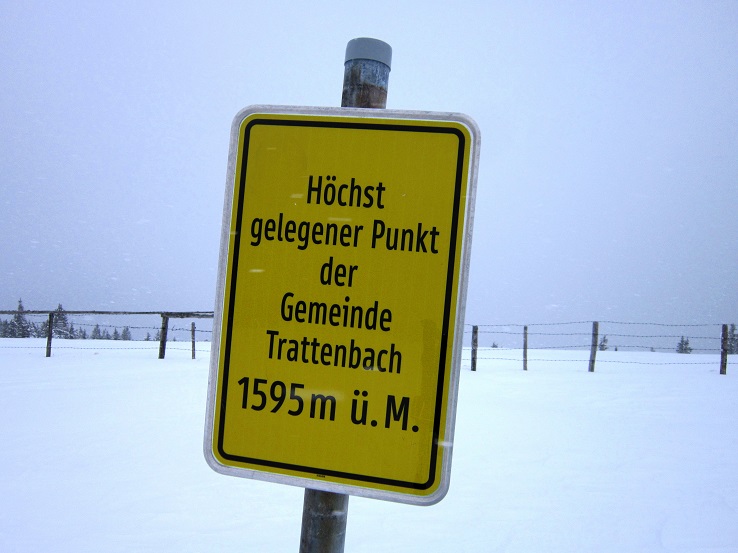 Höchst
gelegener Punkt
der
Gemeinde
Trattenbach
1595m ü.M.